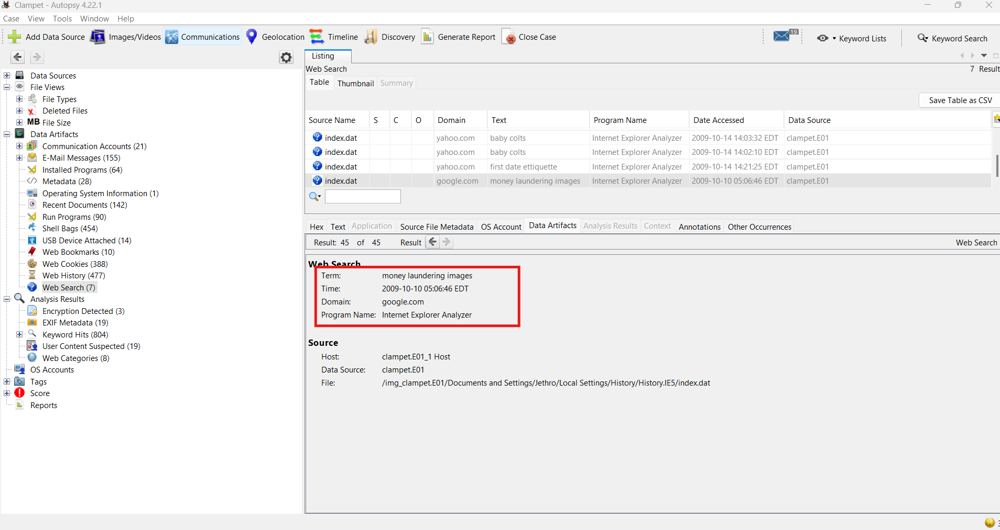 Clampet - Autopsy 4.22.1
Case View Tools Window Help
Add Data Source Images/Videos Communications Geolocation Timeline Discovery Generate Report Close Case 19 Keyword Lists Keyword Search
Listing
Web Search 7 Result
Table Thumbnail Summary
Save Table as CSV
Data Sources
File Views
File Types
Deleted Files
MB File Size
Data Artifacts
Communication Accounts (21)
E-Mail Messages (155)
Installed Programs (64)
Metadata (28)
Operating System Information (1)
Recent Documents (142)
Run Programs (90)
Shell Bags (454)
USB Device Attached (14)
Web Bookmarks (10)
Web Cookies (388)
Web History (477)
Web Search (7)
Analysis Results
Encryption Detected (3)
EXIF Metadata (19)
Keyword Hits (804)
User Content Suspected (19)
Web Categories (8)
OS Accounts
Tags
Score
Reports
Source Name S C O Domain Text Program Name Date Accessed Data Source
index.dat yahoo.com baby colts Internet Explorer Analyzer 2009-10-14 14:03:32 EDT clampet.E01
index.dat yahoo.com baby colts Internet Explorer Analyzer 2009-10-14 14:02:10 EDT clampet.E01
index.dat yahoo.com first date ettiquette Internet Explorer Analyzer 2009-10-14 14:21:25 EDT clampet.E01
index.dat google.com money laundering images Internet Explorer Analyzer 2009-10-10 05:06:46 EDT clampet.E01
Hex Text Application Source File Metadata OS Account Data Artifacts Analysis Results Context Annotations Other Occurrences
Result: 45 of 45 Result Web Search
Web Search
Term: money laundering images
Time: 2009-10-10 05:06:46 EDT
Domain: google.com
Program Name: Internet Explorer Analyzer
Source
Host: clampet.E01_1 Host
Data Source: clampet.E01
File: /img_clampet.E01/Documents and Settings/Jethro/Local Settings/History/History.IE5/index.dat